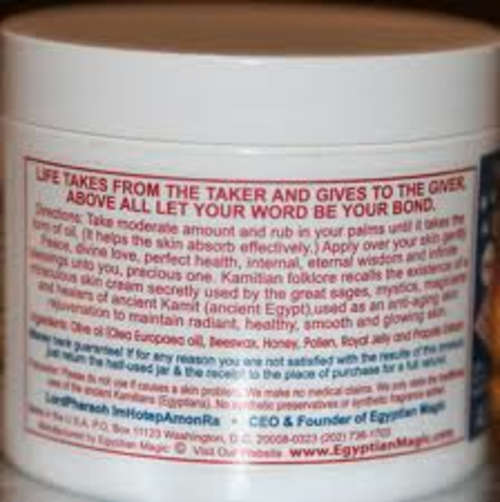 LIFE TAKES FROM THE TAKER AND GIVES TO THE GIVER,
ABOVE ALL LET YOUR WORD BE YOUR BOND.
Directions: Take moderate amount and rub in your palms until it takes the
form of oil. (It helps the skin absorb effectively.) Apply over your skin gently.
Peace, divine love, perfect health, internal, eternal wisdom and infinite
unto you, precious one. Kamitian folklore recalls the existence of a
miraculous skin cream secretly used by the great sages, mystics, magicians
and healers of ancient Kamit (ancient Egypt) used as an anti-aging skin
rejuvenation to maintain radiant, healthy, smooth and glowing skin.
Ingredients: Olive oil (Oleo Europaea oil), Beeswax, Honey, Pollen, Royal Jelly and Propolis
Money back guarantee! If for any reason you are not satisfied with the results of this
just return the half-used jar & the receipt to the place of purchase for a full refund.
Please do not use if causes a skin problem. We make no medical claims. We only state the
use of the ancient Kamitians (Egyptians). No synthetic preservatives of synthetic fragrance
LordPharaoh ImHotepAmonRa • CEO & Founder of Egyptian Magic
Made in the U.S.A. P.O. Box 11123 Washington, D.C. 20008-0323 (202) 736-1703
Manufactured by Egyptian Magic © Visit Our Website www.EgyptianMagic.com